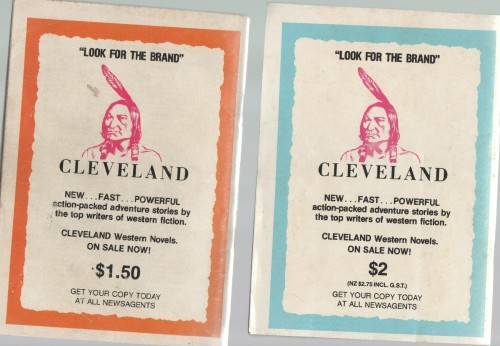 "LOOK FOR THE BRAND"
CLEVELAND
NEW...FAST...POWERFUL
action-packed adventure stories by
the top writers of western fiction.
CLEVELAND Western Novels.
ON SALE NOW!
$1.50
GET YOUR COPY TODAY
AT ALL NEWSAGENTS
"LOOK FOR THE BRAND"
CLEVELAND
NEW...FAST...POWERFUL
action-packed adventure stories by
the top writers of western fiction.
CLEVELAND Western Novels.
ON SALE NOW!
$2
(NZ $2.75 INCL. G.S.T.)
GET YOUR COPY TODAY
AT ALL NEWSAGENTS